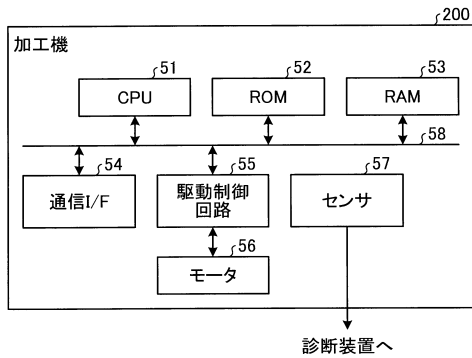 200
加工機
51
CPU
52
ROM
53
RAM
58
54
通信I/F
55
駆動制御
回路
57
センサ
56
モータ
診断装置へ